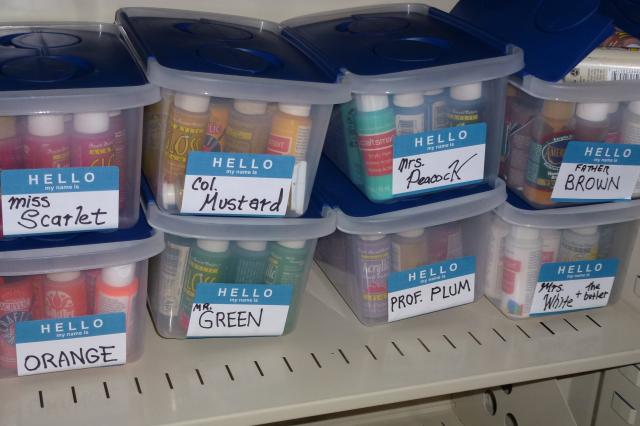 HELLO
my name is
miss
Scarlet
HELLO
my name is
Col.
Mustard
HELLO
my name is
Mrs.
Peacock
HELLO
my name is
FATHER
BROWN
HELLO
my name is
ORANGE
HELLO
my name is
MR.
GREEN
HELLO
my name is
PROF. PLUM
HELLO
my name is
Mrs. the
White + butler